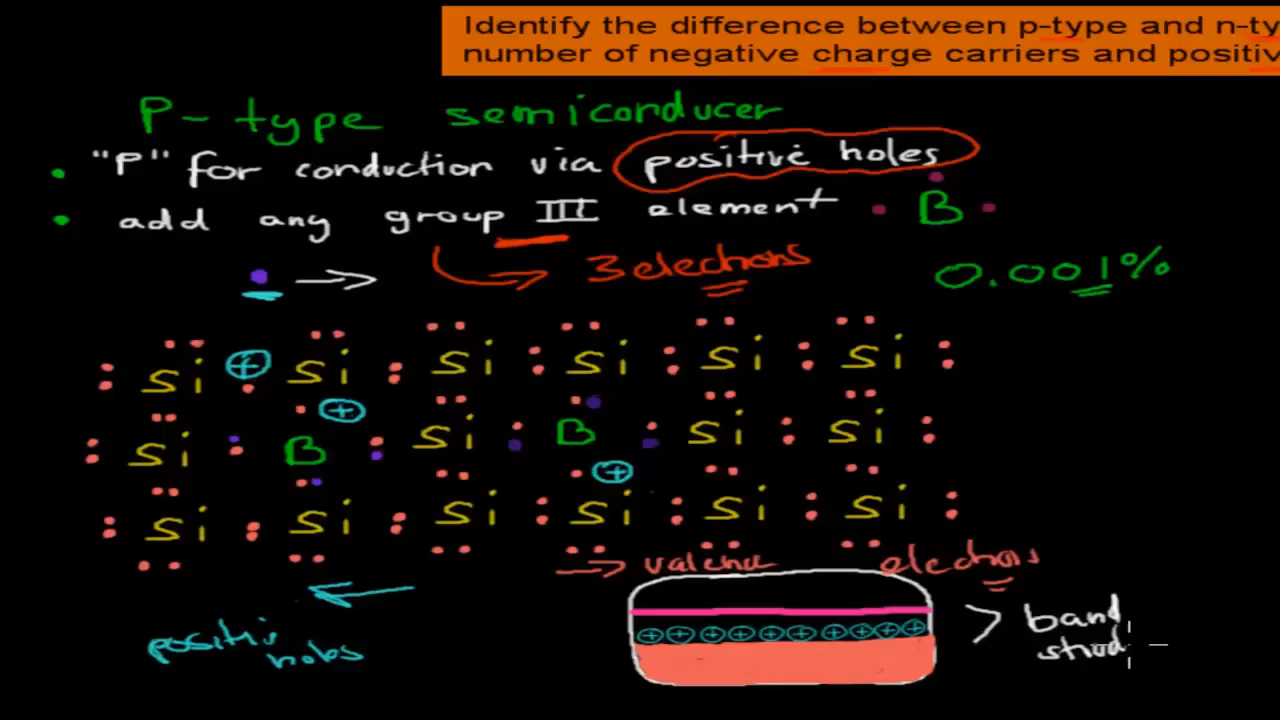 Identify the difference between p-type and n-ty
number of negative charge carriers and positiv
P-type semiconducer
• "P" for conduction via positive holes
• add any group III element B
3 elections
0.001%
Si Si Si Si Si Si
Si B Si B Si Si
Si Si Si Si Si Si
valence electrons
positive holes
band
stud